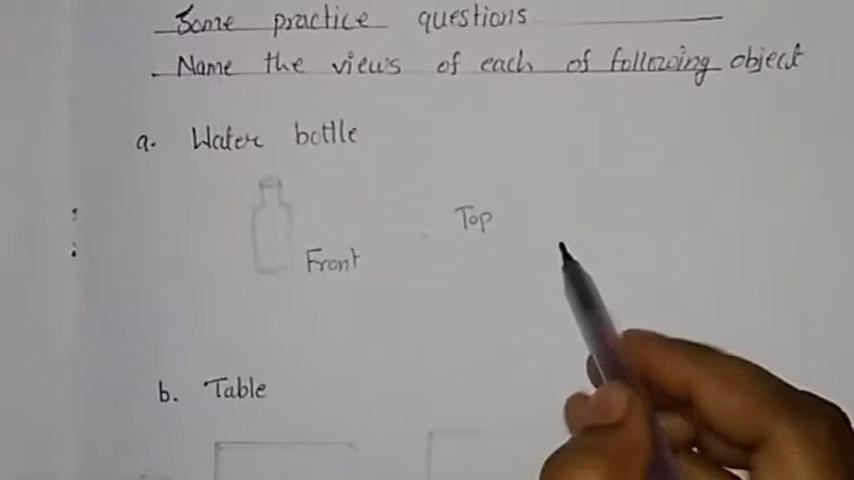 Some practice questions
Name the views of each of following object
a. Water bottle
Top
Front
b. Table